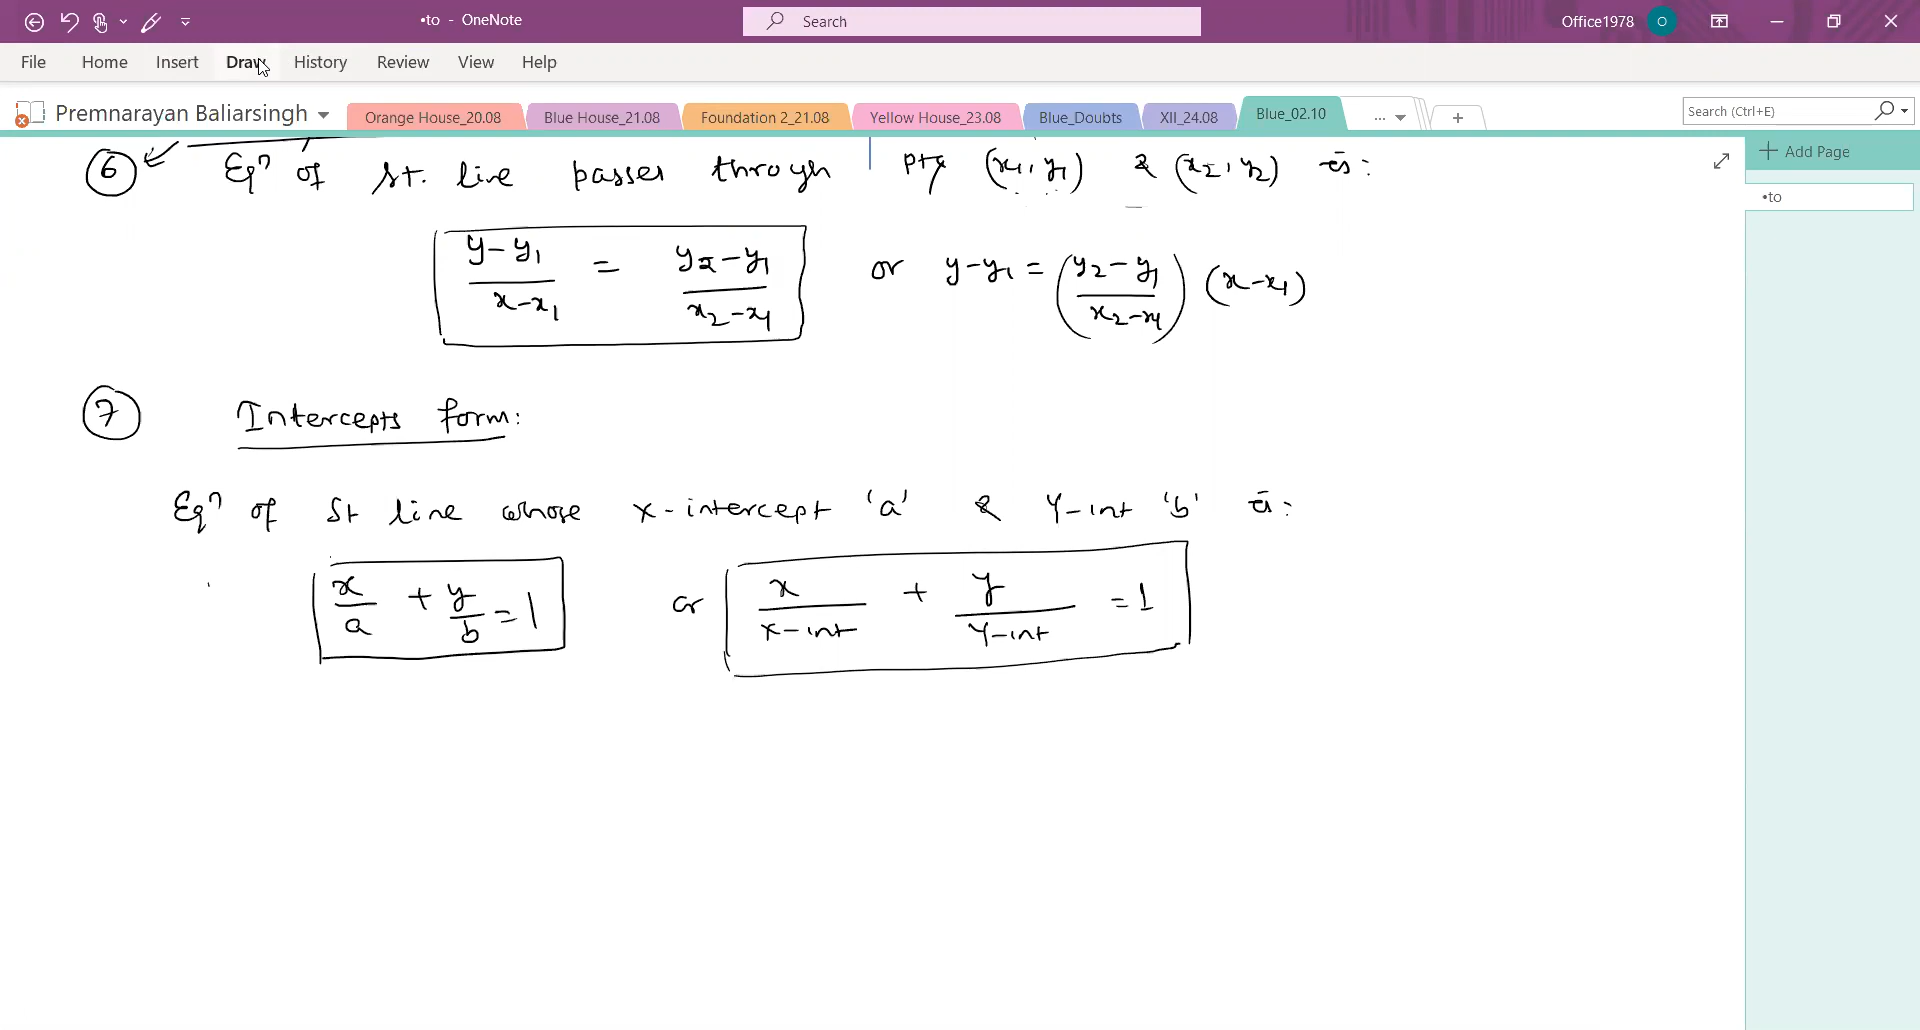 •to - OneNote
Search
Office1978
O
File Home Insert Draw History Review View Help
Premnarayan Baliarsingh
Orange House_20.08 Blue House_21.08 Foundation 2_21.08 Yellow House_23.08 Blue_Doubts XII_24.08 Blue_02.10 ... +
Search (Ctrl+E)
+ Add Page
•to
6 Eqⁿ of st. line passes through pts (x₁, y₁) & (x₂, y₂) is:
y-y₁/x-x₁ = y₂-y₁/x₂-x₁ or y-y₁ = (y₂-y₁/x₂-x₁) (x-x₁)
7 Intercepts form:
Eqⁿ of St line whose x-intercept 'a' & Y-int 'b' is:
x/a + y/b = 1 or x/x-int + y/Y-int = 1